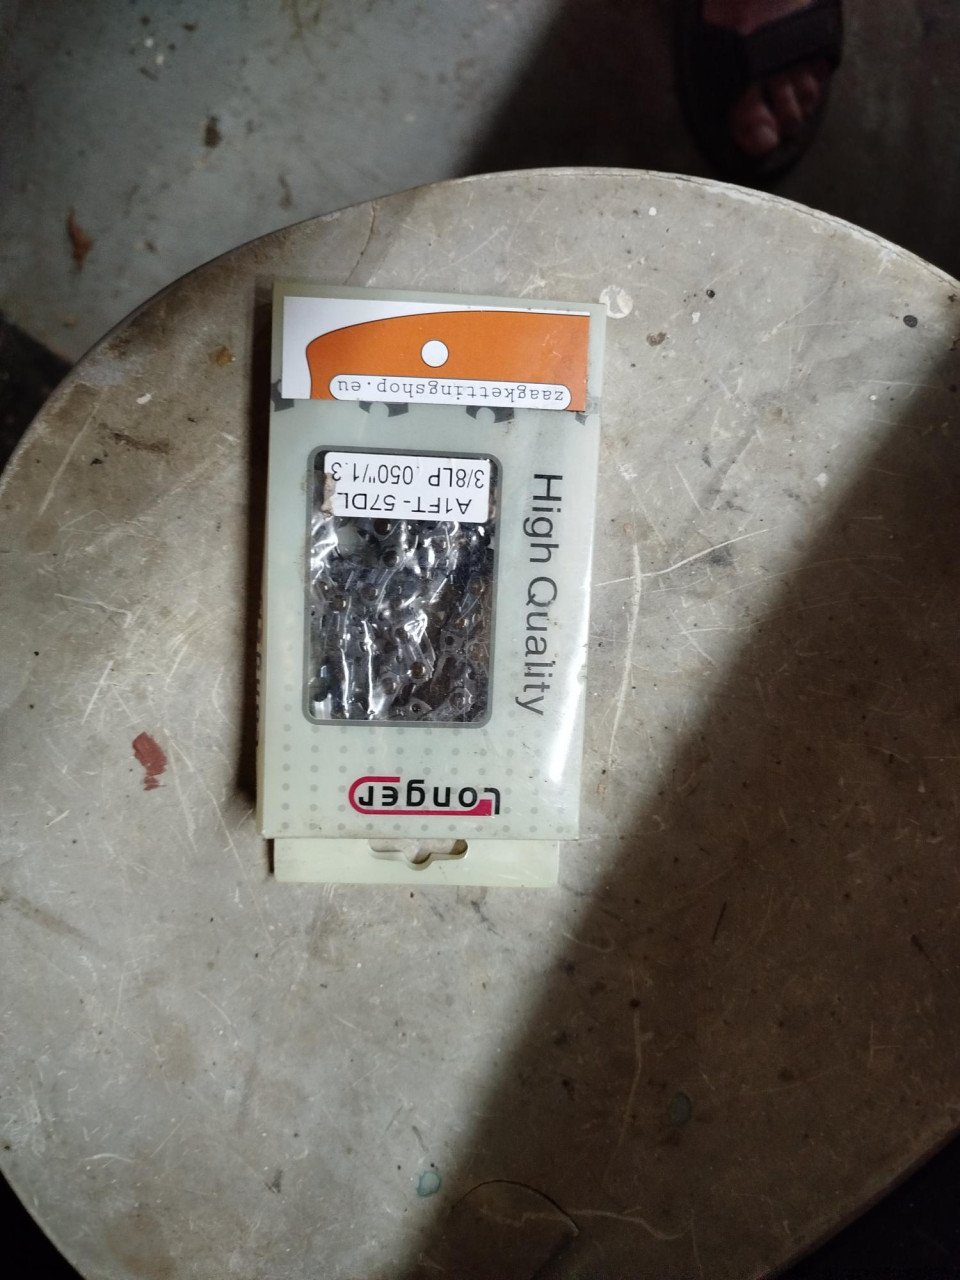 Longer
High Quality
A1FT- 57DL
3/8LP .050"/1.3
zaagkettingshop.eu